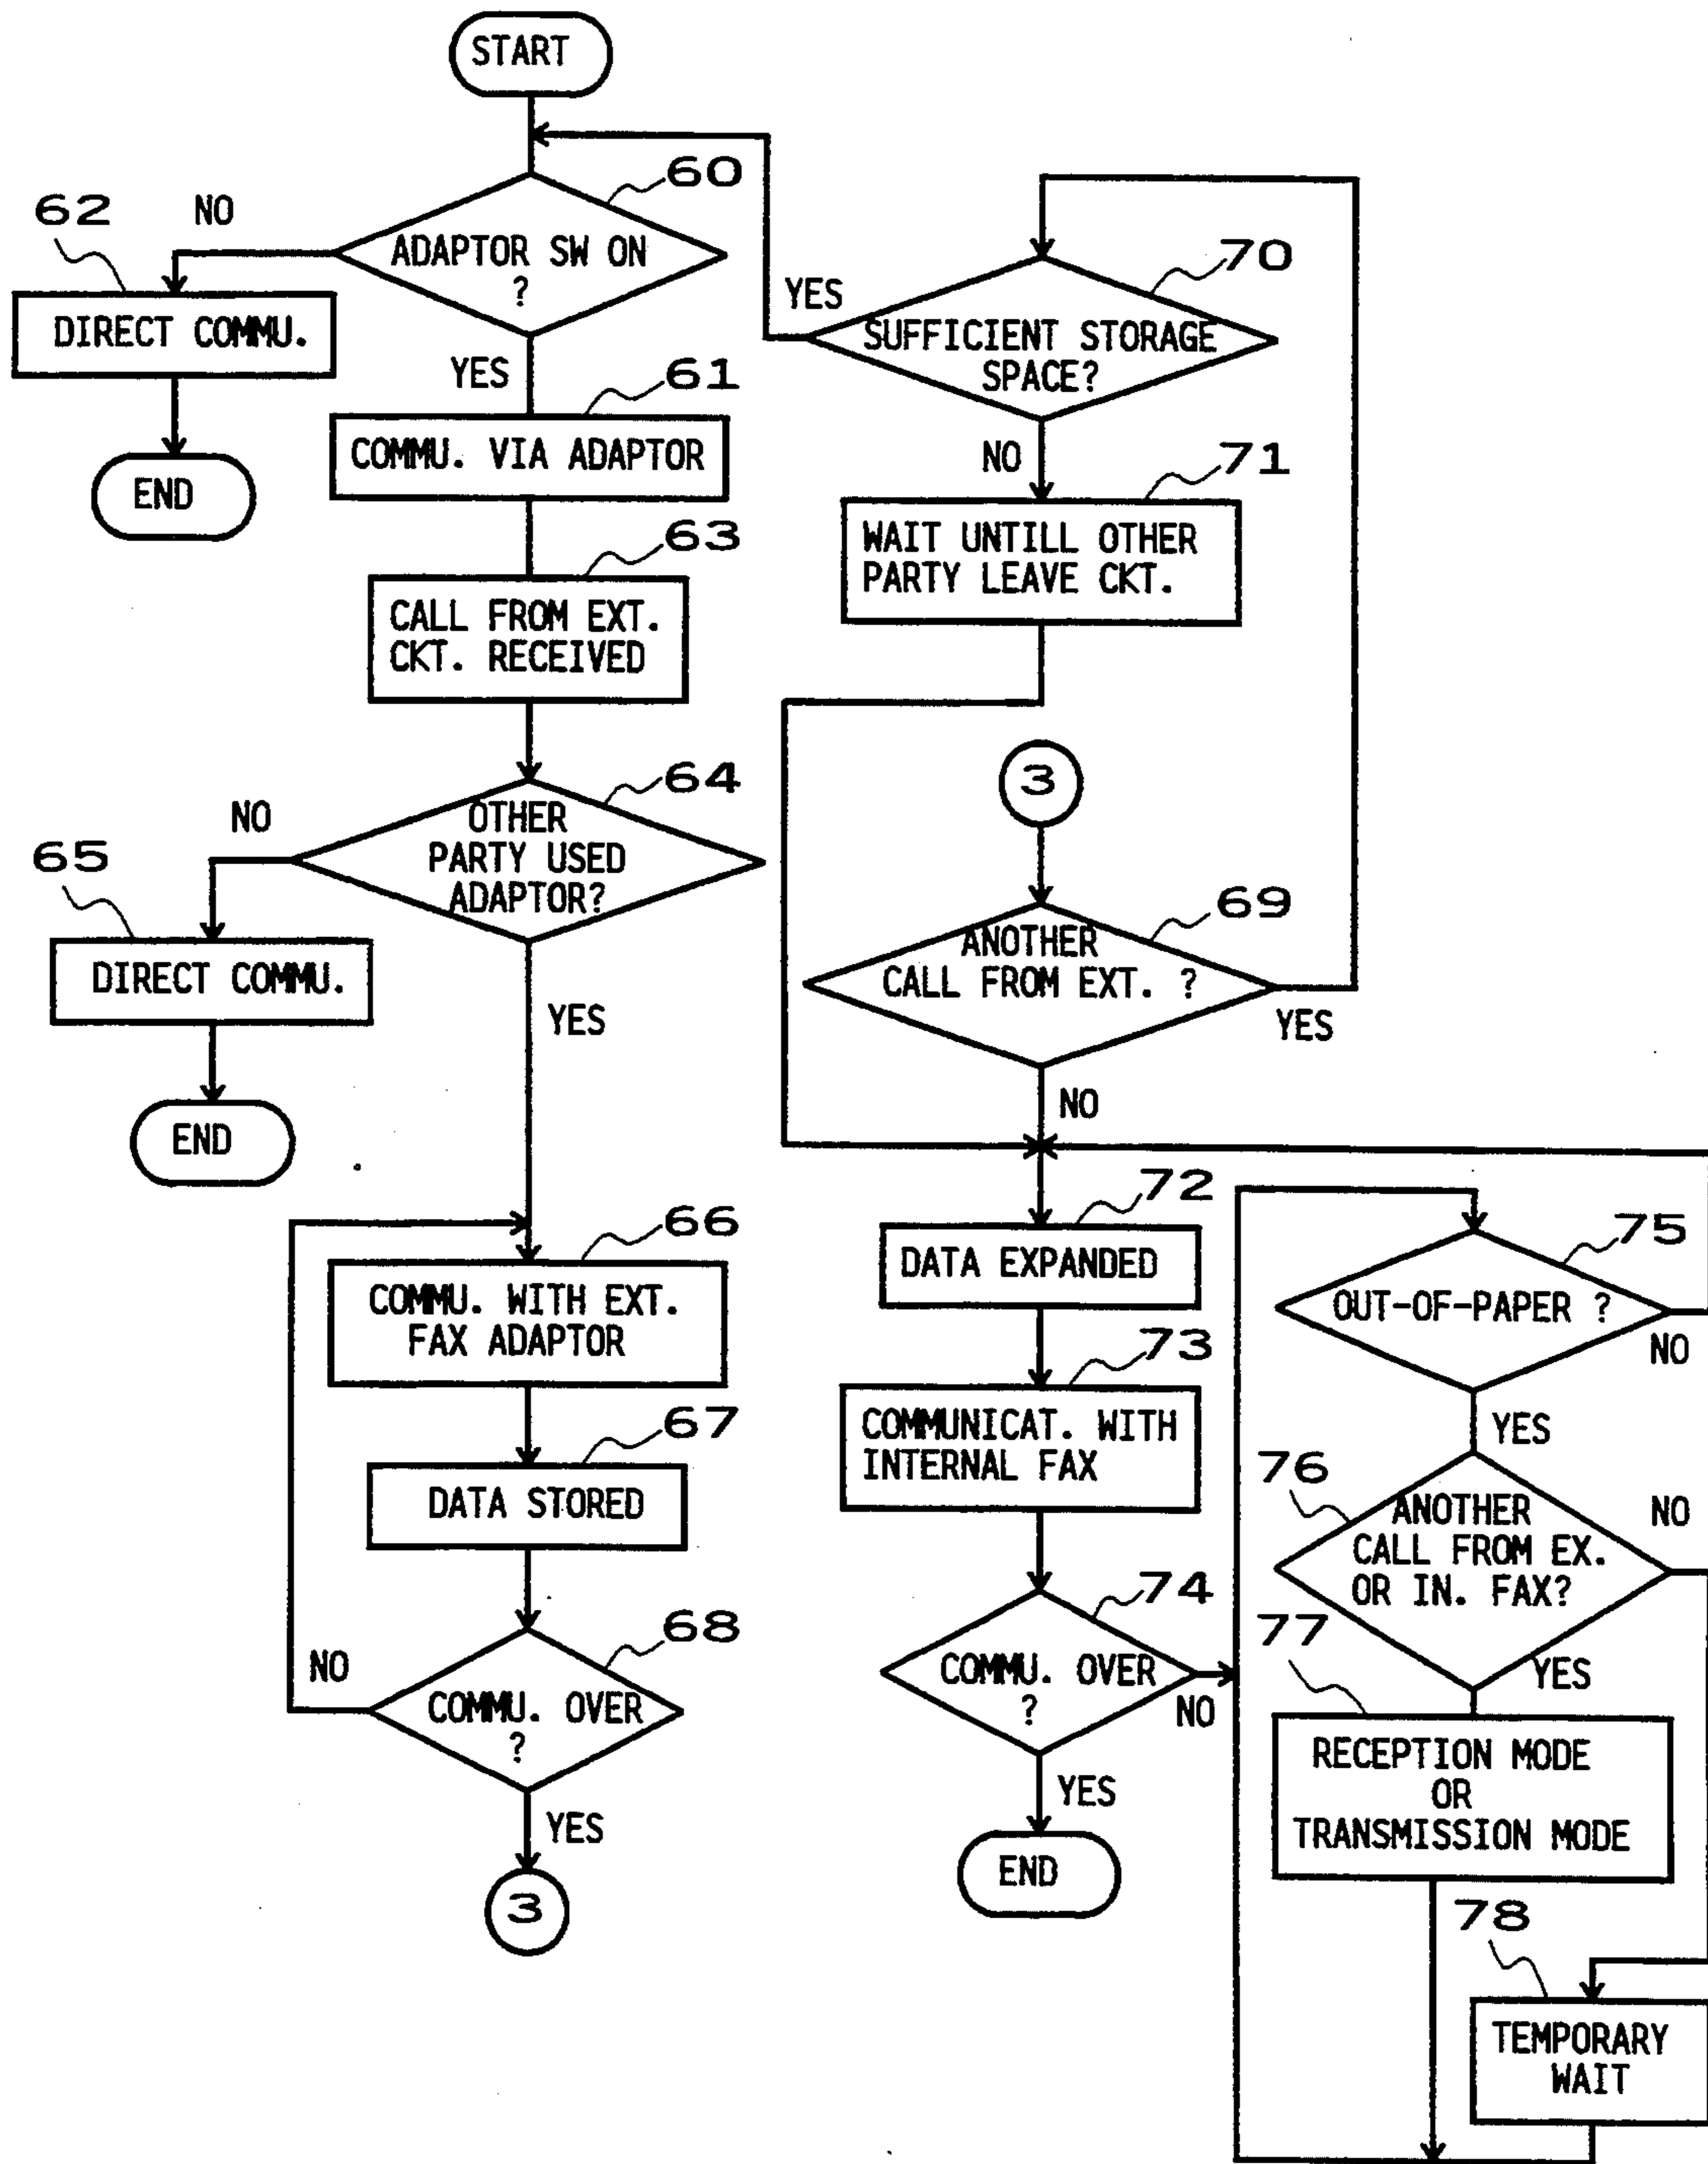 START
60
NO
62
ADAPTOR SW ON
?
DIRECT COMMU.
END
YES
61
COMMU. VIA ADAPTOR
63
CALL FROM EXT.
CKT. RECEIVED
64
NO
OTHER
PARTY USED
ADAPTOR?
65
DIRECT COMMU.
END
YES
66
COMMU. WITH EXT.
FAX ADAPTOR
67
DATA STORED
68
NO
COMMU. OVER
?
YES
3
70
YES
SUFFICIENT STORAGE
SPACE?
NO
71
WAIT UNTILL OTHER
PARTY LEAVE CKT.
3
69
ANOTHER
CALL FROM EXT. ?
YES
NO
72
DATA EXPANDED
73
COMMUNICAT. WITH
INTERNAL FAX
74
COMMU. OVER
?
NO
YES
END
75
OUT-OF-PAPER ?
NO
YES
76
ANOTHER
CALL FROM EX.
OR IN. FAX?
NO
YES
77
RECEPTION MODE
OR
TRANSMISSION MODE
78
TEMPORARY
WAIT